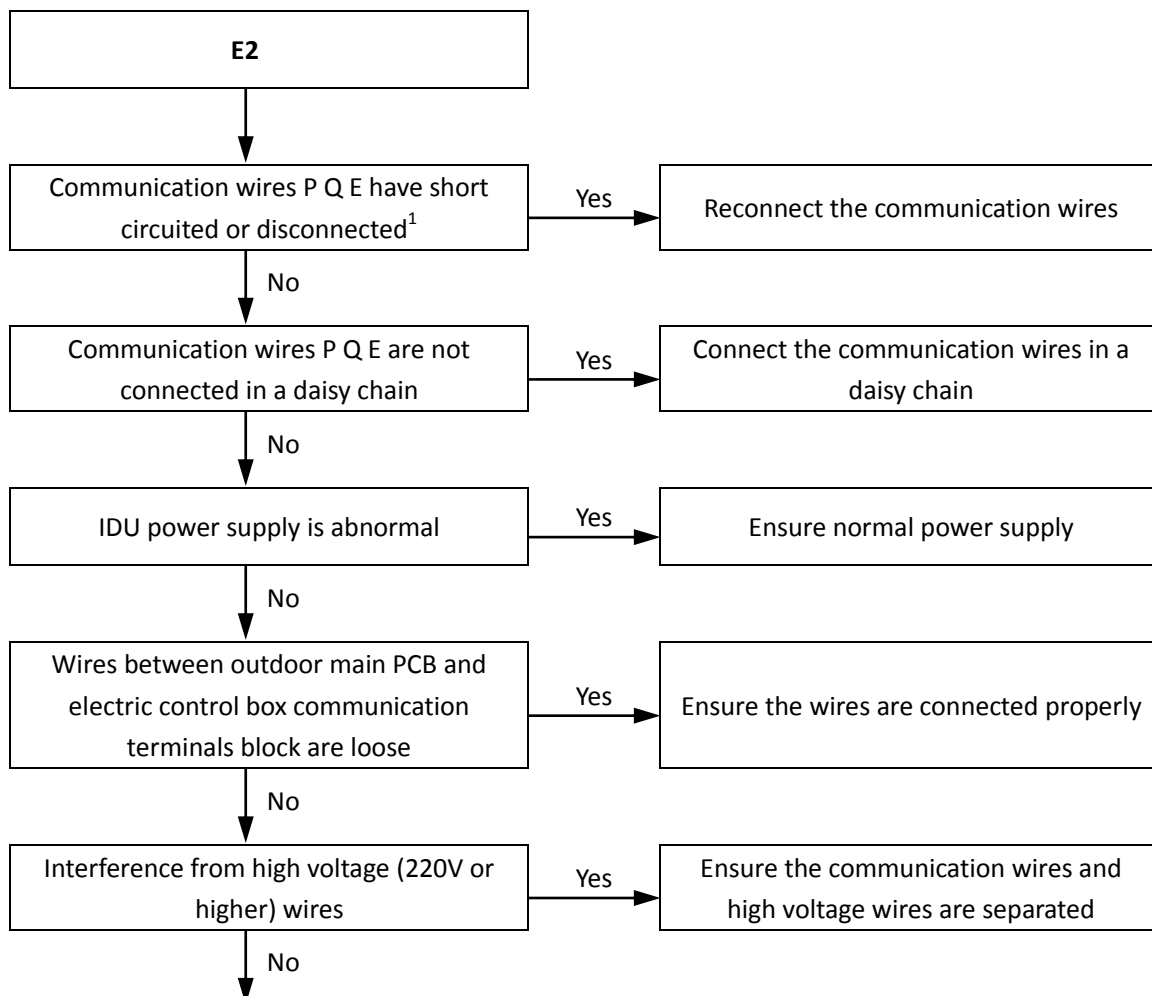 E2
Communication wires P Q E have short
circuited or disconnected¹
Yes
Reconnect the communication wires
No
Communication wires P Q E are not
connected in a daisy chain
Yes
Connect the communication wires in a
daisy chain
No
IDU power supply is abnormal
Yes
Ensure normal power supply
No
Wires between outdoor main PCB and
electric control box communication
terminals block are loose
Yes
Ensure the wires are connected properly
No
Interference from high voltage (220V or
higher) wires
Yes
Ensure the communication wires and
high voltage wires are separated
No